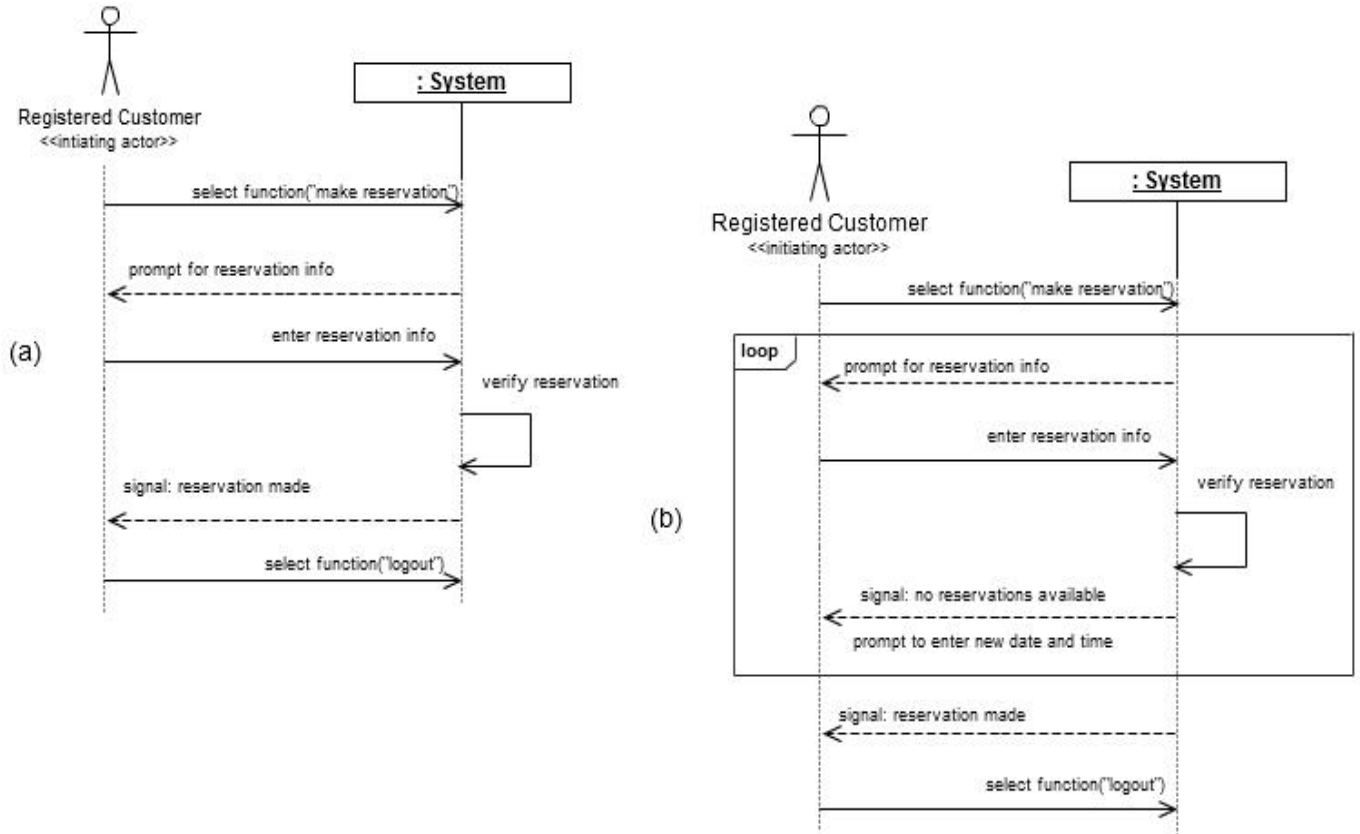 : System
Registered Customer
<<intiating actor>>
select function("make reservation")
prompt for reservation info
enter reservation info
(a)
verify reservation
signal: reservation made
select function("logout")
: System
Registered Customer
<<initiating actor>>
select function("make reservation")
loop
prompt for reservation info
enter reservation info
verify reservation
(b)
signal: no reservations available
prompt to enter new date and time
signal: reservation made
select function("logout")